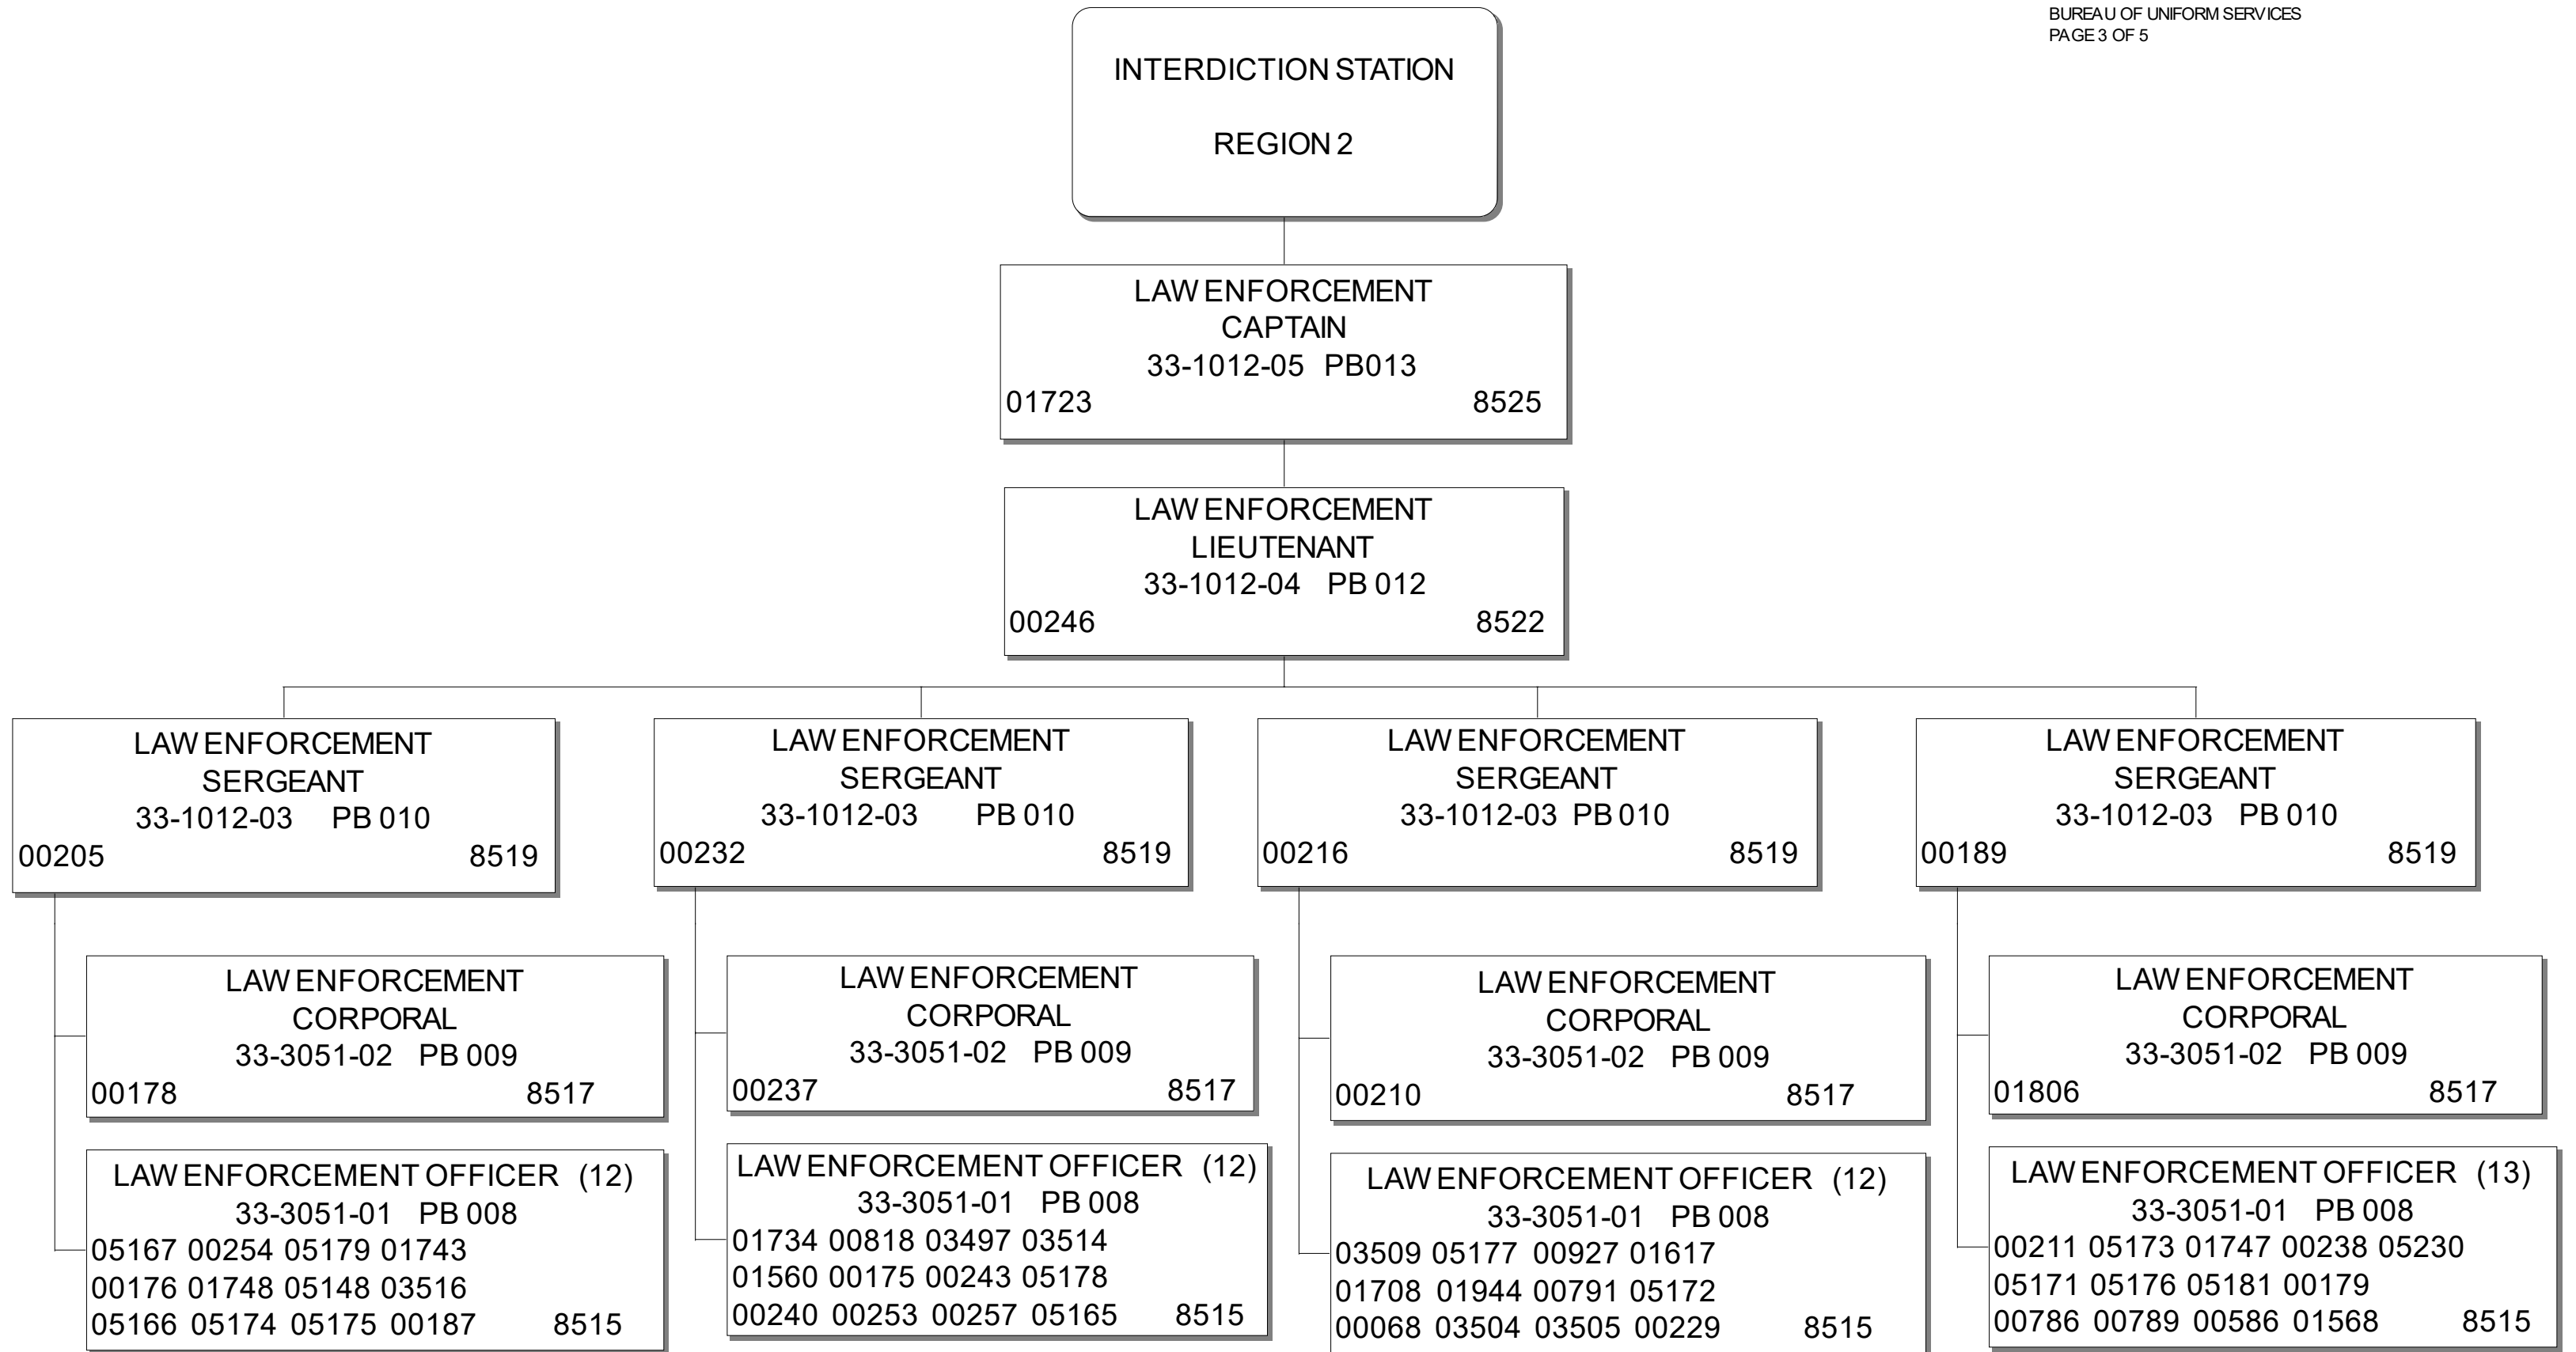 BUREAU OF UNIFORM SERVICES
PAGE 3 OF 5
INTERDICTION STATION
REGION 2
LAW ENFORCEMENT
CAPTAIN
33-1012-05 PB013
01723 8525
LAW ENFORCEMENT
LIEUTENANT
33-1012-04 PB 012
00246 8522
LAW ENFORCEMENT
SERGEANT
33-1012-03 PB 010
00205 8519
LAW ENFORCEMENT
SERGEANT
33-1012-03 PB 010
00232 8519
LAW ENFORCEMENT
SERGEANT
33-1012-03 PB 010
00216 8519
LAW ENFORCEMENT
SERGEANT
33-1012-03 PB 010
00189 8519
LAW ENFORCEMENT
CORPORAL
33-3051-02 PB 009
00178 8517
LAW ENFORCEMENT
CORPORAL
33-3051-02 PB 009
00237 8517
LAW ENFORCEMENT
CORPORAL
33-3051-02 PB 009
00210 8517
LAW ENFORCEMENT
CORPORAL
33-3051-02 PB 009
01806 8517
LAW ENFORCEMENT OFFICER (12)
33-3051-01 PB 008
05167 00254 05179 01743
00176 01748 05148 03516
05166 05174 05175 00187 8515
LAW ENFORCEMENT OFFICER (12)
33-3051-01 PB 008
01734 00818 03497 03514
01560 00175 00243 05178
00240 00253 00257 05165 8515
LAW ENFORCEMENT OFFICER (12)
33-3051-01 PB 008
03509 05177 00927 01617
01708 01944 00791 05172
00068 03504 03505 00229 8515
LAW ENFORCEMENT OFFICER (13)
33-3051-01 PB 008
00211 05173 01747 00238 05230
05171 05176 05181 00179
00786 00789 00586 01568 8515